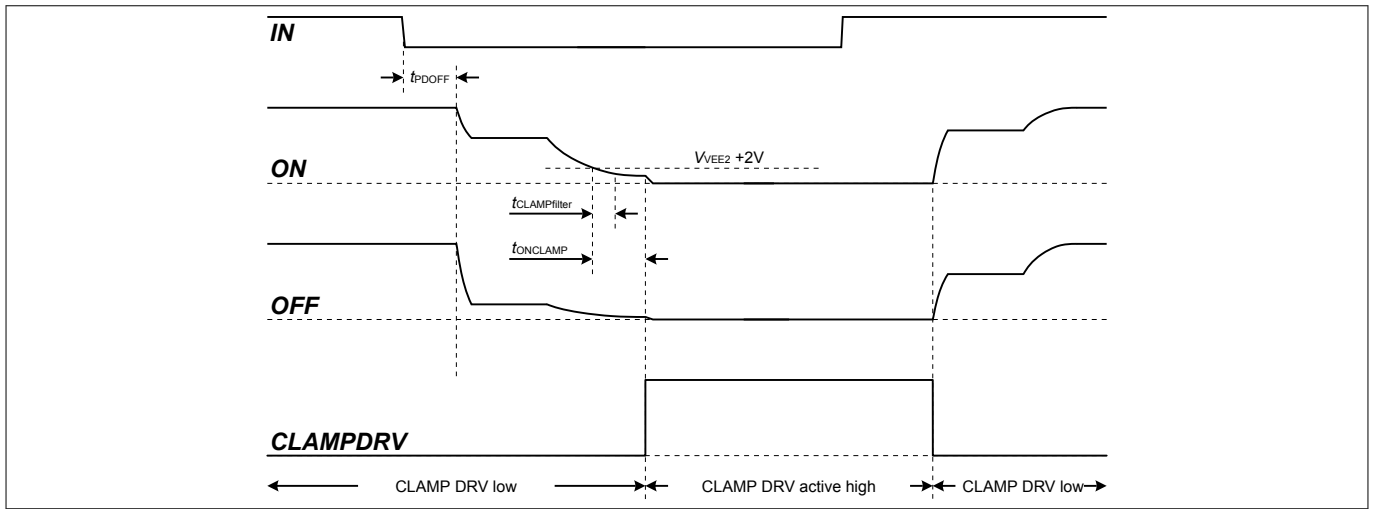 IN
tPDOFF
VVEE2 +2V
ON
tCLAMPfilter
tONCLAMP
OFF
CLAMPDRV
CLAMP DRV low
CLAMP DRV active high
CLAMP DRV low